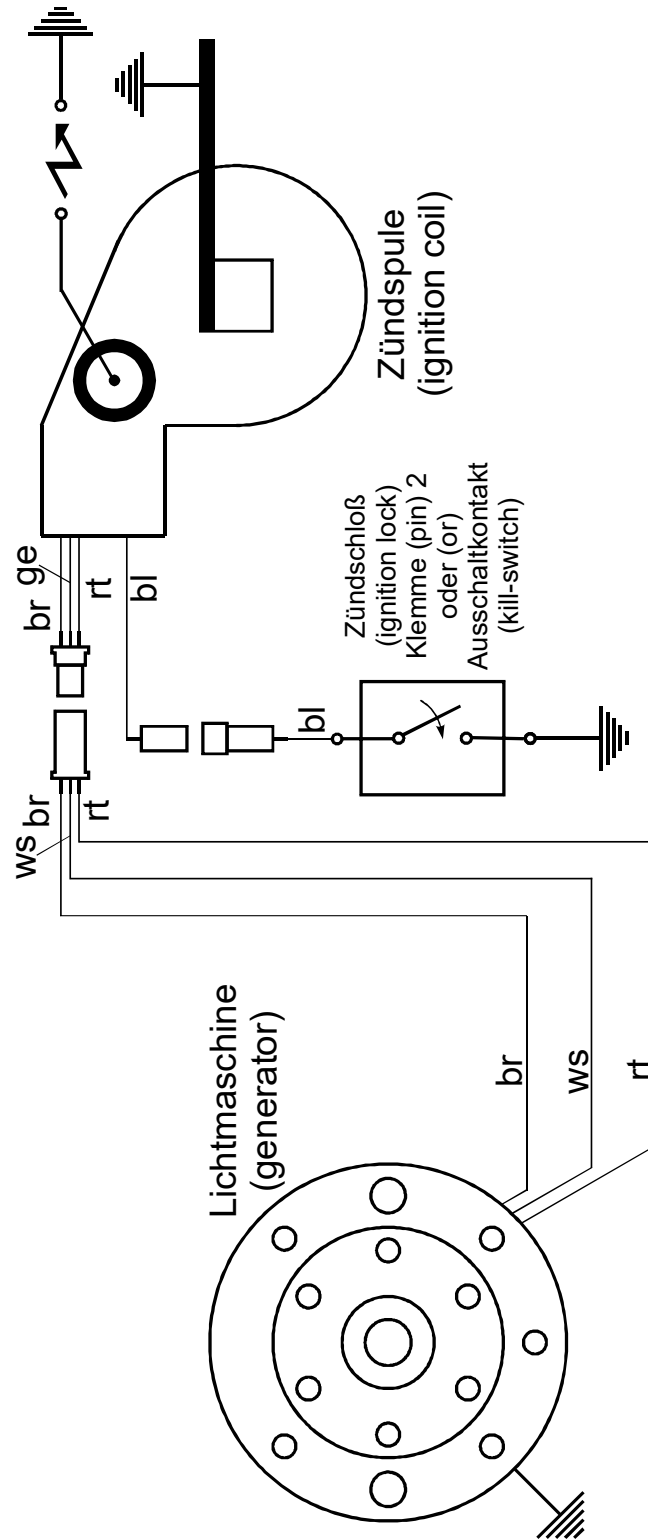 Zündspule
(ignition coil)
br
ge
rt
bl
Zündschloß
(ignition lock)
Klemme (pin) 2
oder (or)
Ausschaltkontakt
(kill-switch)
bl
ws
br
rt
Lichtmaschine
(generator)
br
ws
rt